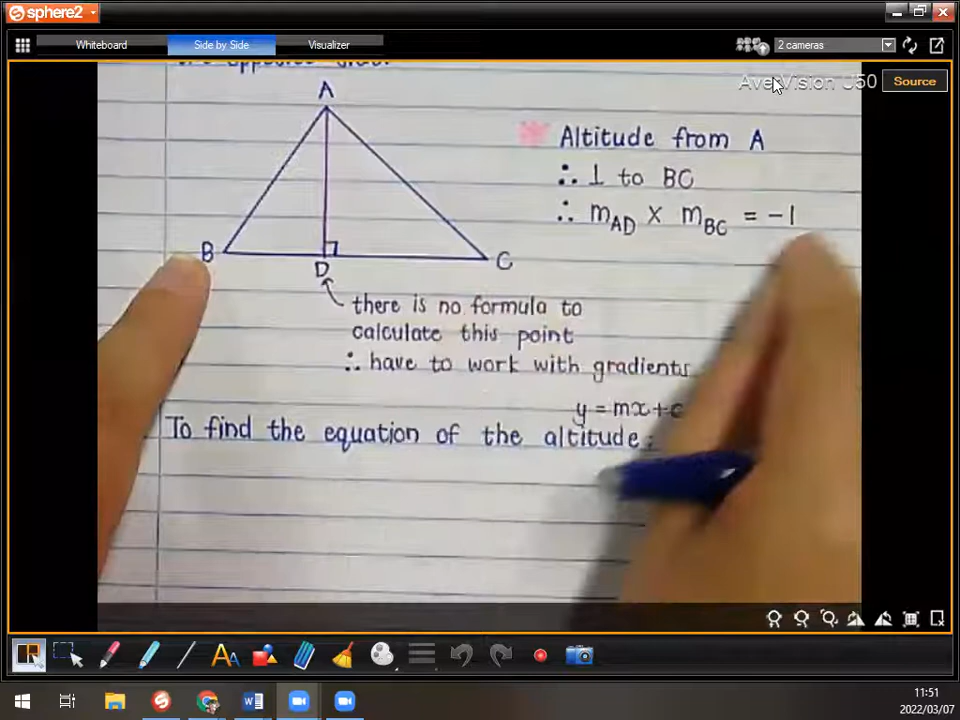 sphere2
Whiteboard
Side by Side
Visualizer
2 cameras
Source
A
Altitude from A
∴ ⊥ to BC
∴ mAD x mBC = -1
B
D
C
there is no formula to
calculate this point
∴ have to work with gradients
y = mx+c
To find the equation of the altitude:
11:51
2022/03/07